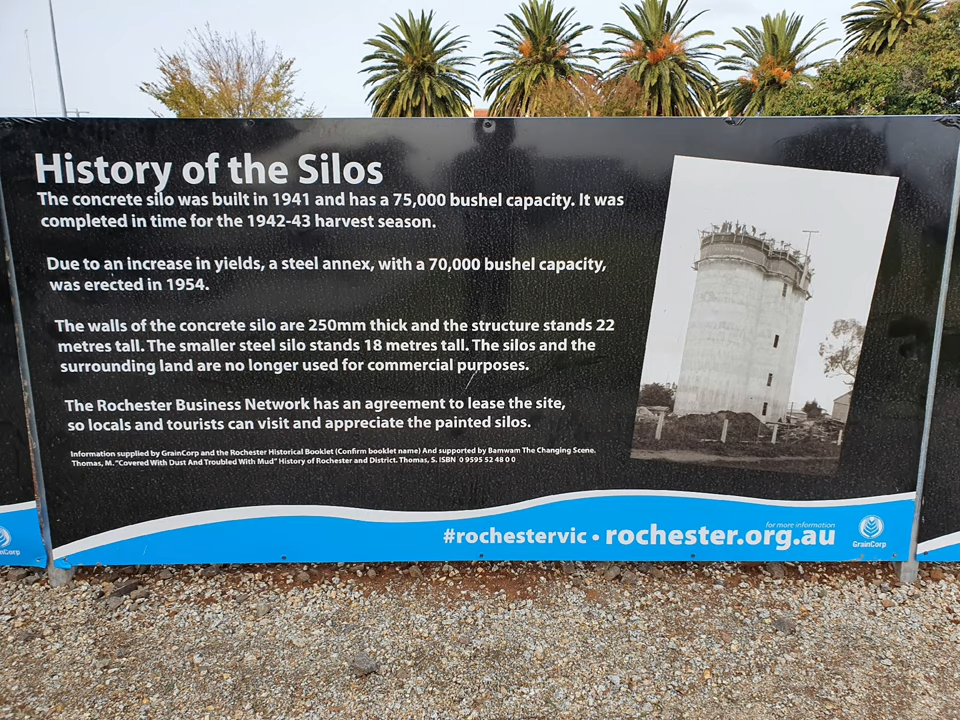 History of the Silos
The concrete silo was built in 1941 and has a 75,000 bushel capacity. It was
completed in time for the 1942-43 harvest season.
Due to an increase in yields, a steel annex, with a 70,000 bushel capacity,
was erected in 1954.
The walls of the concrete silo are 250mm thick and the structure stands 22
metres tall. The smaller steel silo stands 18 metres tall. The silos and the
surrounding land are no longer used for commercial purposes.
The Rochester Business Network has an agreement to lease the site,
so locals and tourists can visit and appreciate the painted silos.
Information supplied by GrainCorp and the Rochester Historical Booklet (Confirm booklet name) And supported by Bamwam The Changing Scene.
Thomas, M. "Covered With Dust And Troubled With Mud" History of Rochester and District. Thomas, S. ISBN 0 9595 52 48 0 0
for more information
#rochestervic • rochester.org.au
GrainCorp
GrainCorp